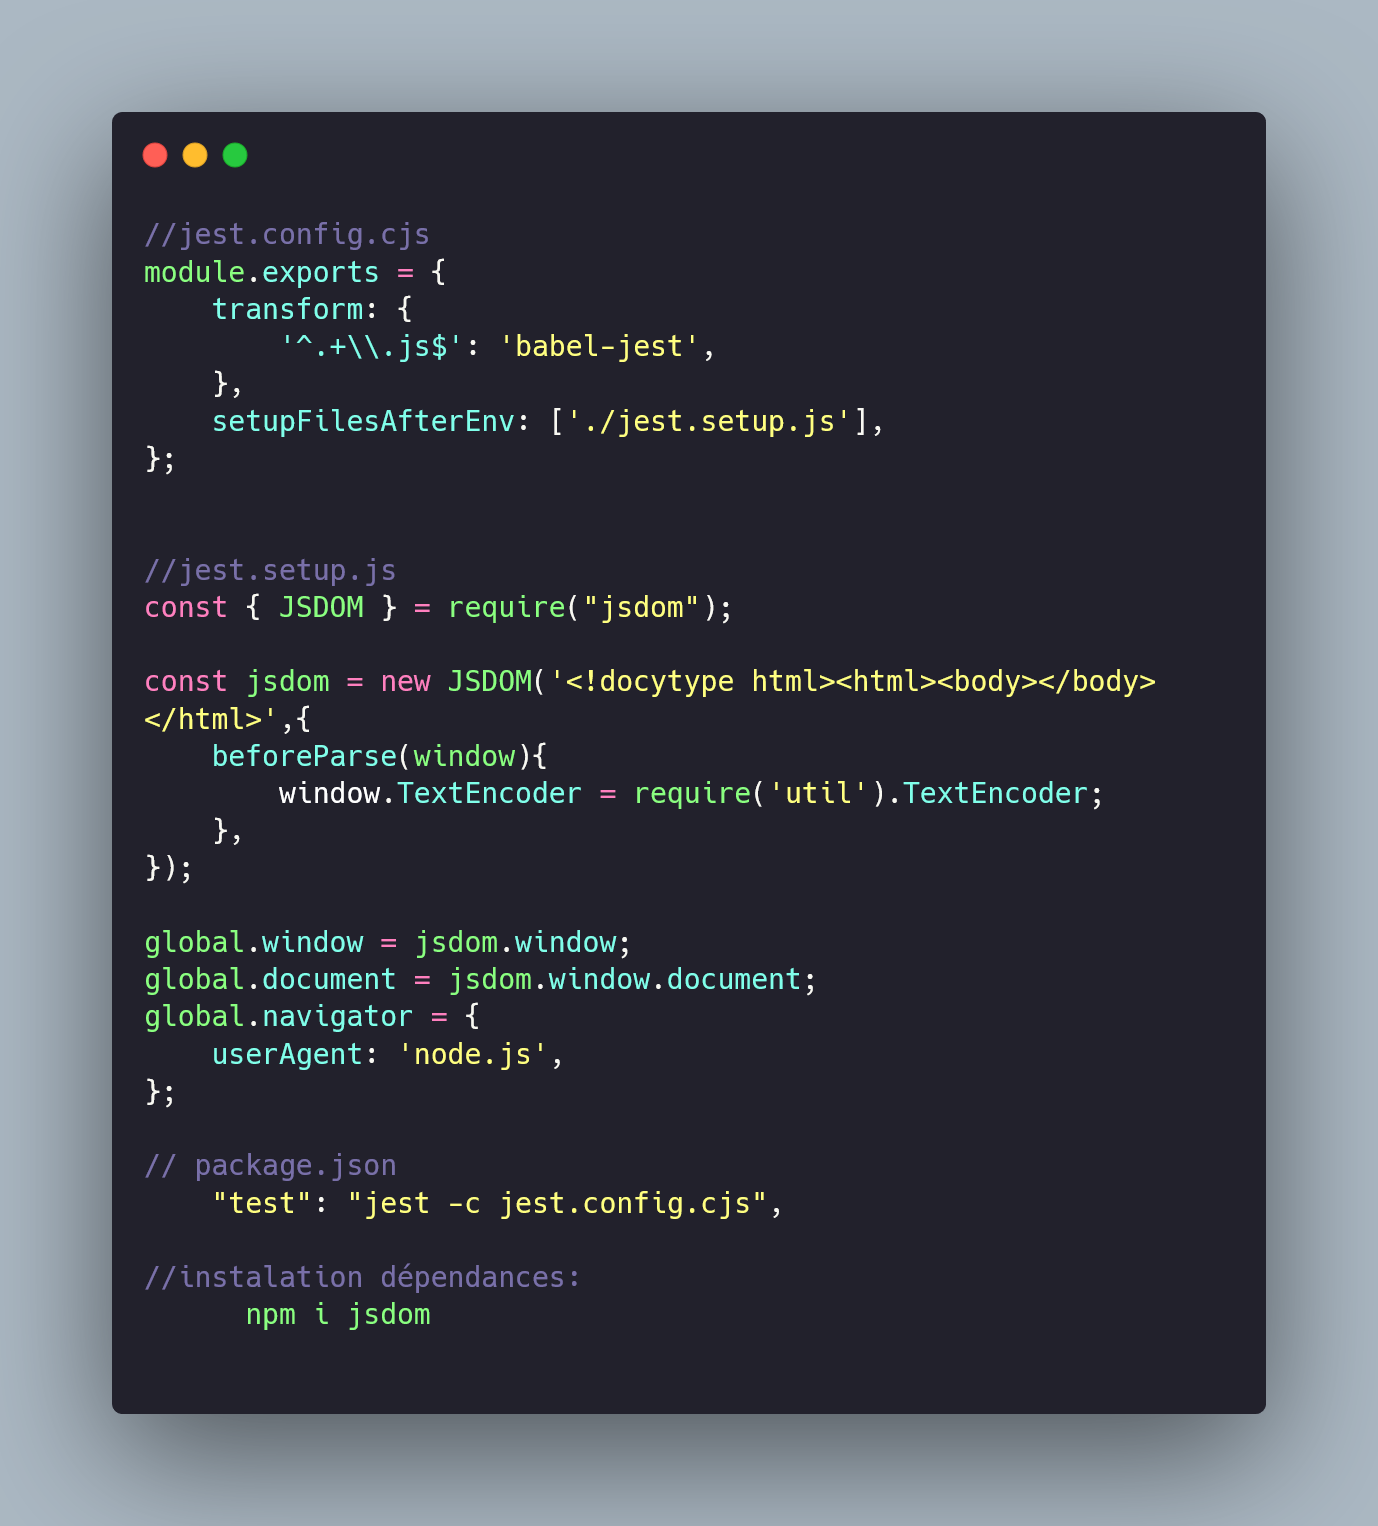 //jest.config.cjs
module.exports = {
    transform: {
        '^.+\\.js$': 'babel-jest',
    },
    setupFilesAfterEnv: ['./jest.setup.js'],
};
//jest.setup.js
const { JSDOM } = require("jsdom");
const jsdom = new JSDOM('<!docytype html><html><body></body>
</html>',{
    beforeParse(window){
        window.TextEncoder = require('util').TextEncoder;
    },
});
global.window = jsdom.window;
global.document = jsdom.window.document;
global.navigator = {
    userAgent: 'node.js',
};
// package.json
    "test": "jest -c jest.config.cjs",
//instalation dépendances:
      npm i jsdom